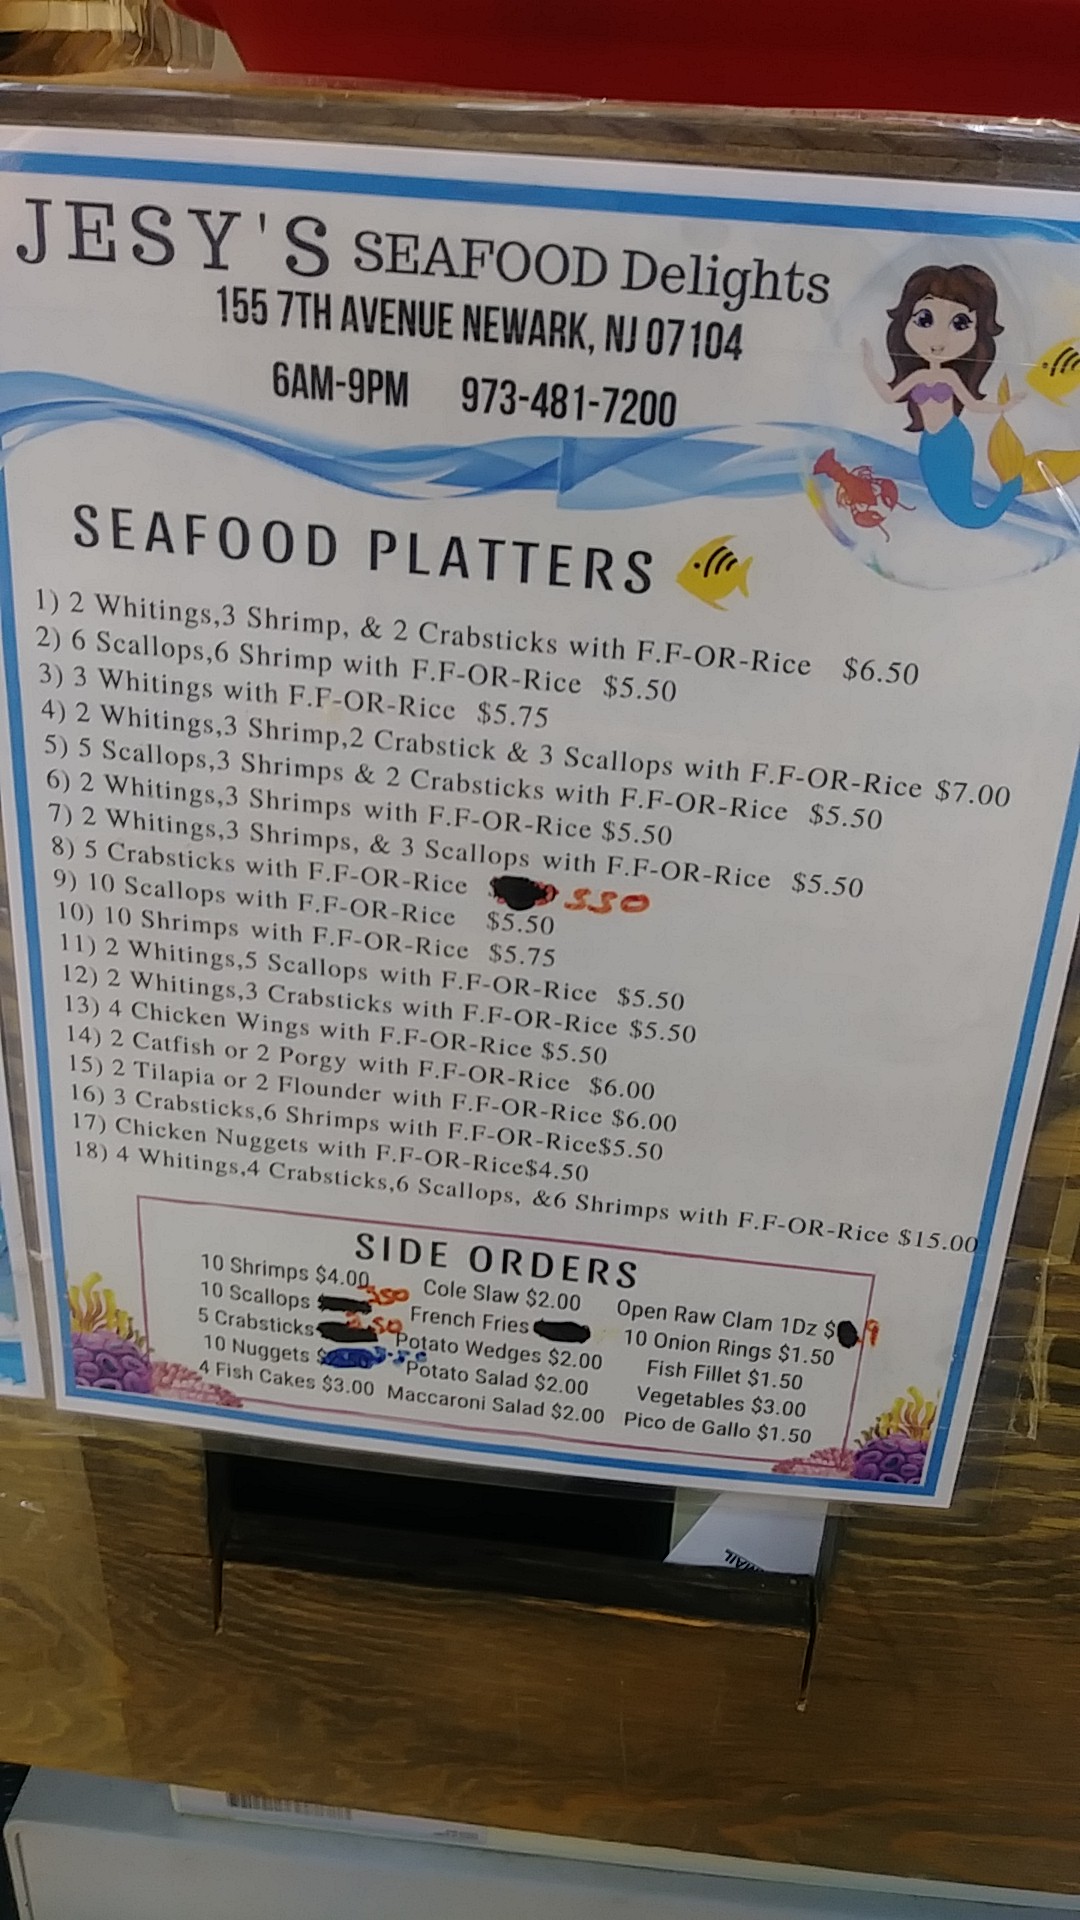 JESY'S SEAFOOD Delights
155 7TH AVENUE NEWARK, NJ 07104
6AM-9PM 973-481-7200
SEAFOOD PLATTERS
1) 2 Whitings,3 Shrimp, & 2 Crabsticks with F.F-OR-Rice $6.50
2) 6 Scallops,6 Shrimp with F.F-OR-Rice $5.50
3) 3 Whitings with F.F-OR-Rice $5.75
4) 2 Whitings,3 Shrimp,2 Crabstick & 3 Scallops with F.F-OR-Rice $7.00
5) 5 Scallops,3 Shrimps & 2 Crabsticks with F.F-OR-Rice $5.50
6) 2 Whitings,3 Shrimps with F.F-OR-Rice $5.50
7) 2 Whitings,3 Shrimps, & 3 Scallops with F.F-OR-Rice $5.50
8) 5 Crabsticks with F.F-OR-Rice 550
9) 10 Scallops with F.F-OR-Rice $5.50
10) 10 Shrimps with F.F-OR-Rice $5.75
11) 2 Whitings,5 Scallops with F.F-OR-Rice $5.50
12) 2 Whitings,3 Crabsticks with F.F-OR-Rice $5.50
13) 4 Chicken Wings with F.F-OR-Rice $5.50
14) 2 Catfish or 2 Porgy with F.F-OR-Rice $6.00
15) 2 Tilapia or 2 Flounder with F.F-OR-Rice $6.00
16) 3 Crabsticks,6 Shrimps with F.F-OR-Rice$5.50
17) Chicken Nuggets with F.F-OR-Rice$4.50
18) 4 Whitings,4 Crabsticks,6 Scallops, &6 Shrimps with F.F-OR-Rice $15.00
SIDE ORDERS
10 Shrimps $4.00
10 Scallops $
5 Crabsticks
10 Nuggets $
4 Fish Cakes $3.00
Cole Slaw $2.00
French Fries
Potato Wedges $2.00
Potato Salad $2.00
Maccaroni Salad $2.00
Open Raw Clam 1Dz $ 9
10 Onion Rings $1.50
Fish Fillet $1.50
Vegetables $3.00
Pico de Gallo $1.50